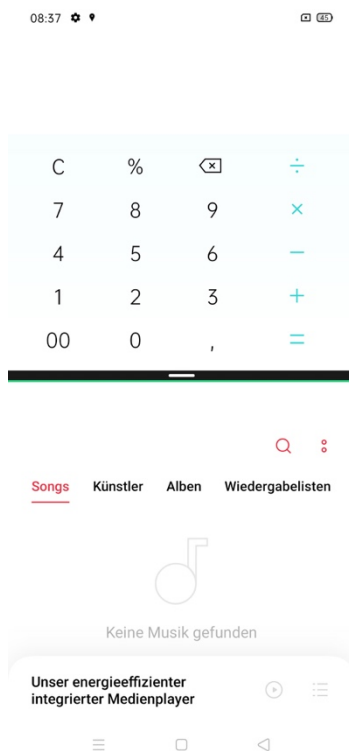 08:37 45
C % ÷
7 8 9 ×
4 5 6 −
1 2 3 +
00 0 , =
Songs Künstler Alben Wiedergabelisten
Keine Musik gefunden
Unser energieeffizienter
integrierter Medienplayer